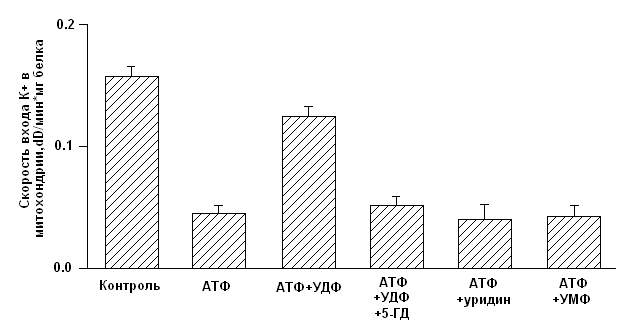 Скорость входа К+ в
митохондрии,dD/мин*мг белка
0.2
0.1
0.0
Контроль
АТФ
АТФ+УДФ
АТФ
+УДФ
+5-ГД
АТФ
+уридин
АТФ
+УМФ